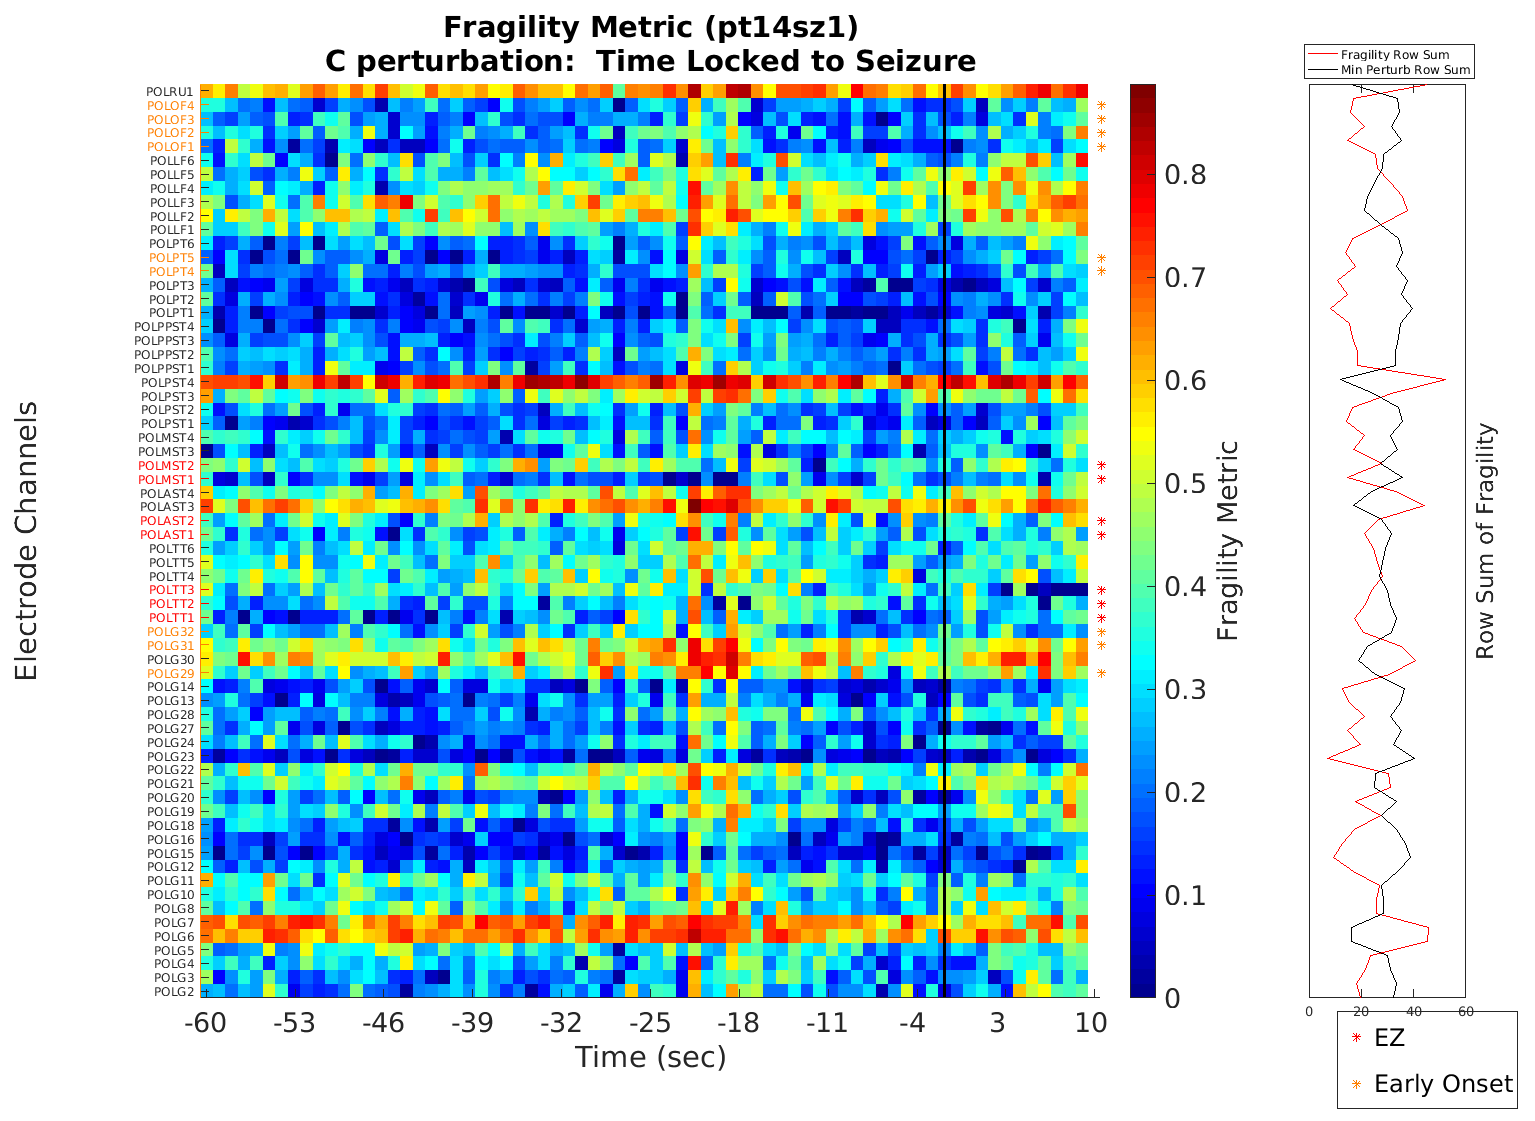 Fragility Metric (pt14sz1)
C perturbation:  Time Locked to Seizure
Fragility Row Sum
Min Perturb Row Sum
Electrode Channels
POLRU1
POLOF4
POLOF3
POLOF2
POLOF1
POLLF6
POLLF5
POLLF4
POLLF3
POLLF2
POLLF1
POLPT6
POLPT5
POLPT4
POLPT3
POLPT2
POLPT1
POLPPST4
POLPPST3
POLPPST2
POLPPST1
POLPST4
POLPST3
POLPST2
POLPST1
POLMST4
POLMST3
POLMST2
POLMST1
POLAST4
POLAST3
POLAST2
POLAST1
POLTT6
POLTT5
POLTT4
POLTT3
POLTT2
POLTT1
POLG32
POLG31
POLG30
POLG29
POLG14
POLG13
POLG28
POLG27
POLG24
POLG23
POLG22
POLG21
POLG20
POLG19
POLG18
POLG16
POLG15
POLG12
POLG11
POLG10
POLG8
POLG7
POLG6
POLG5
POLG4
POLG3
POLG2
-60 -53 -46 -39 -32 -25 -18 -11 -4 3 10
Time (sec)
0.8
0.7
0.6
0.5
0.4
0.3
0.2
0.1
0
Fragility Metric
0 20 40 60
Row Sum of Fragility
EZ
Early Onset